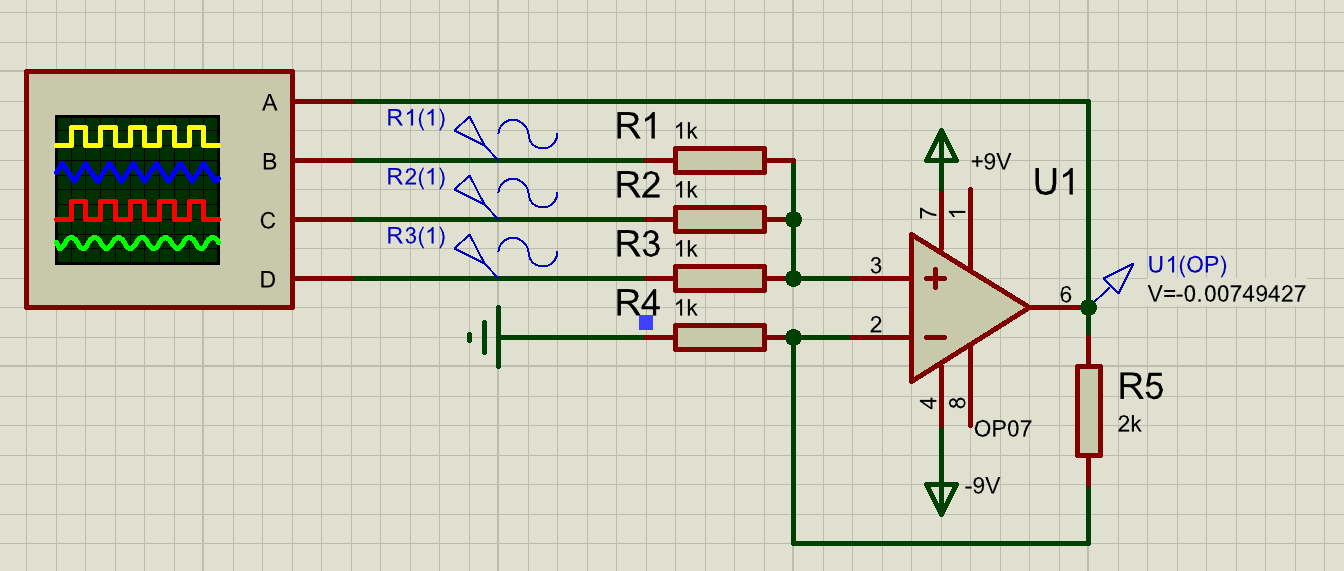 A
R1(1)
R1 1k
B
R2(1)
R2 1k
C
R3(1)
R3 1k
D
R4 1k
+9V
U1
7
1
3
2
6
U1(OP)
V=-0.00749427
4
8
OP07
-9V
R5
2k